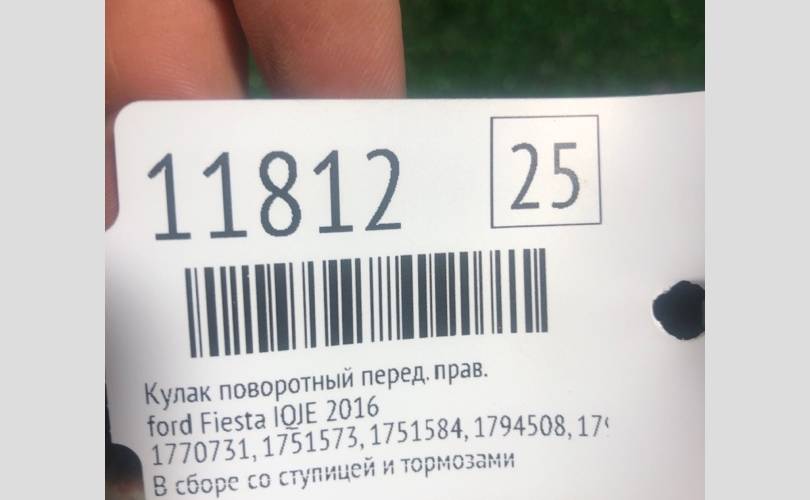 11812 25
Кулак поворотный перед. прав.
ford Fiesta IQJE 2016
1770731, 1751573, 1751584, 1794508,
В сборе со ступицей и тормозами